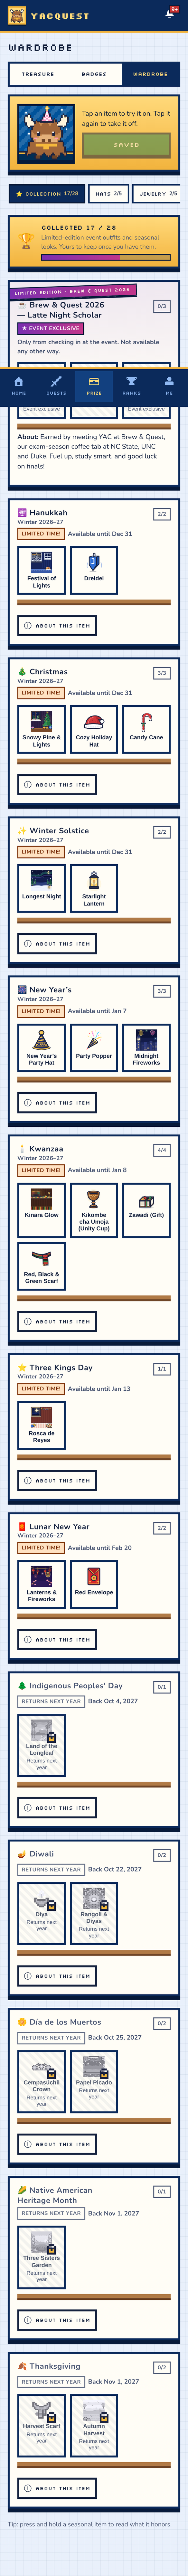 YACQUEST
9+
WARDROBE
TREASURE
BADGES
WARDROBE
Tap an item to try it on. Tap it
again to take it off.
SAVED
COLLECTION 17/28
HATS 2/5
JEWELRY 2/5
COLLECTED 17 / 28
Limited-edition event outfits and seasonal
looks. Yours to keep once you have them.
LIMITED EDITION · BREW & QUEST 2026
Brew & Quest 2026
— Latte Night Scholar
0/3
★ EVENT EXCLUSIVE
Only from checking in at the event. Not available
any other way.
HOME
QUESTS
PRIZE
RANKS
ME
Event exclusive
Event exclusive
Event exclusive
About: Earned by meeting YAC at Brew & Quest,
our exam-season coffee tab at NC State, UNC
and Duke. Fuel up, study smart, and good luck
on finals!
Hanukkah
2/2
Winter 2026-27
LIMITED TIME!
Available until Dec 31
Festival of
Lights
Dreidel
ABOUT THIS ITEM
Christmas
3/3
Winter 2026-27
LIMITED TIME!
Available until Dec 31
Snowy Pine &
Lights
Cozy Holiday
Hat
Candy Cane
ABOUT THIS ITEM
Winter Solstice
2/2
Winter 2026-27
LIMITED TIME!
Available until Dec 31
Longest Night
Starlight
Lantern
ABOUT THIS ITEM
New Year's
3/3
Winter 2026-27
LIMITED TIME!
Available until Jan 7
New Year's
Party Hat
Party Popper
Midnight
Fireworks
ABOUT THIS ITEM
Kwanzaa
4/4
Winter 2026-27
LIMITED TIME!
Available until Jan 8
Kinara Glow
Kikombe
cha Umoja
(Unity Cup)
Zawadi (Gift)
Red, Black &
Green Scarf
ABOUT THIS ITEM
Three Kings Day
1/1
Winter 2026-27
LIMITED TIME!
Available until Jan 13
Rosca de
Reyes
ABOUT THIS ITEM
Lunar New Year
2/2
Winter 2026-27
LIMITED TIME!
Available until Feb 20
Lanterns &
Fireworks
Red Envelope
ABOUT THIS ITEM
Indigenous Peoples' Day
0/1
RETURNS NEXT YEAR
Back Oct 4, 2027
Land of the
Longleaf
Returns next
year
ABOUT THIS ITEM
Diwali
0/2
RETURNS NEXT YEAR
Back Oct 22, 2027
Diya
Returns next
year
Rangoli &
Diyas
Returns next
year
ABOUT THIS ITEM
Día de los Muertos
0/2
RETURNS NEXT YEAR
Back Oct 25, 2027
Cempasúchil
Crown
Returns next
year
Papel Picado
Returns next
year
ABOUT THIS ITEM
Native American
Heritage Month
0/1
RETURNS NEXT YEAR
Back Nov 1, 2027
Three Sisters
Garden
Returns next
year
ABOUT THIS ITEM
Thanksgiving
0/2
RETURNS NEXT YEAR
Back Nov 1, 2027
Harvest Scarf
Returns next
year
Autumn
Harvest
Returns next
year
ABOUT THIS ITEM
Tip: press and hold a seasonal item to read what it honors.